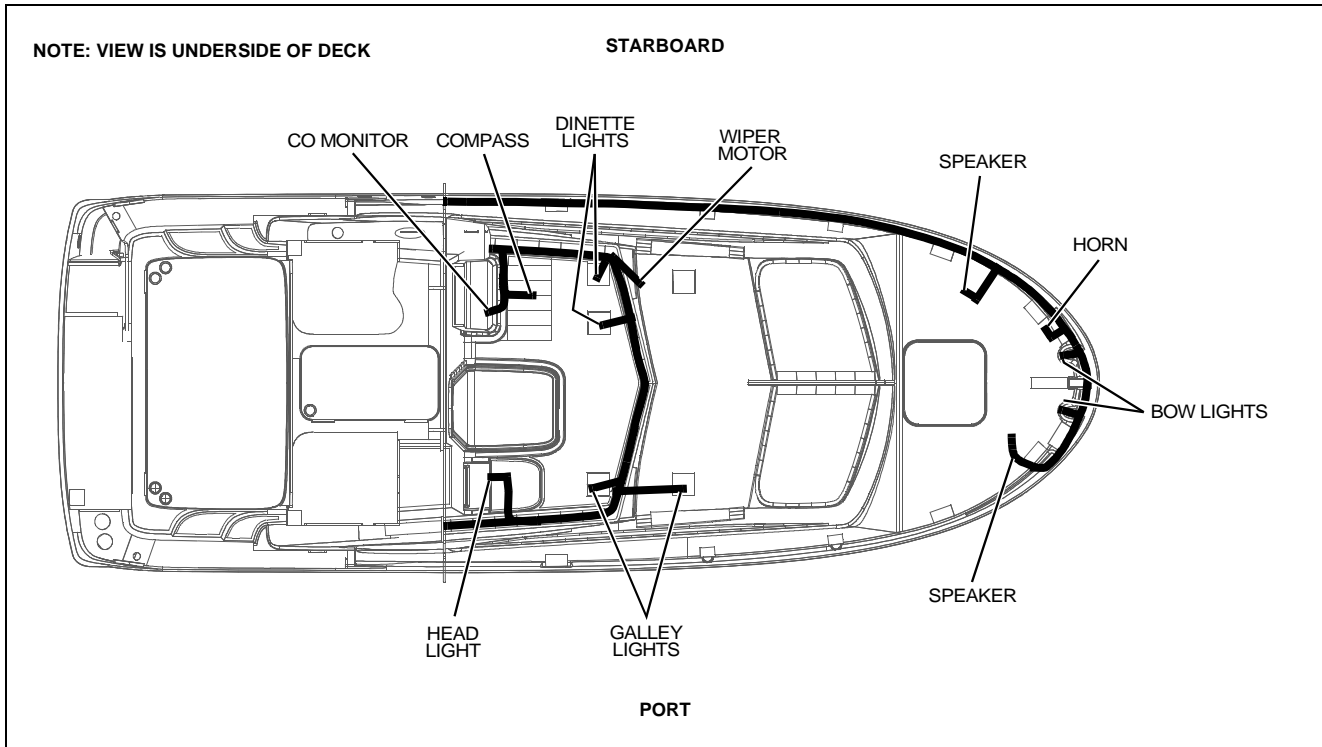 NOTE: VIEW IS UNDERSIDE OF DECK
STARBOARD
CO MONITOR
COMPASS
DINETTE
LIGHTS
WIPER
MOTOR
SPEAKER
HORN
BOW LIGHTS
SPEAKER
HEAD
LIGHT
GALLEY
LIGHTS
PORT